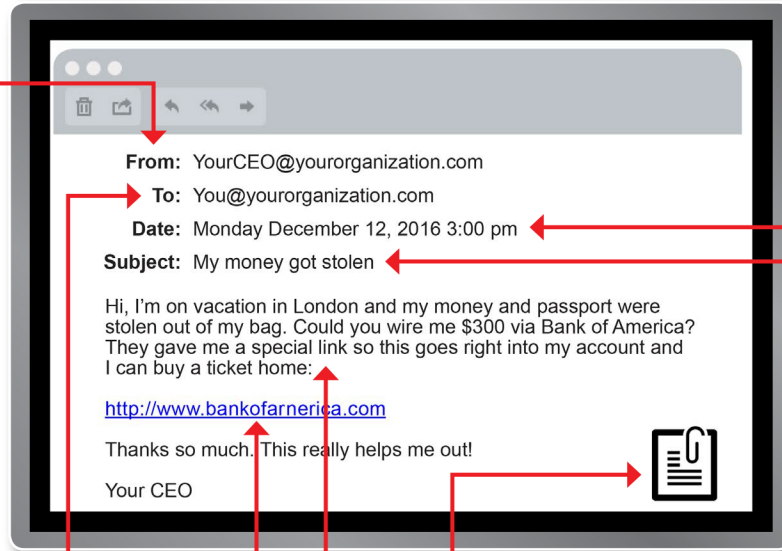 From: YourCEO@yourorganization.com
To: You@yourorganization.com
Date: Monday December 12, 2016 3:00 pm
Subject: My money got stolen
Hi, I'm on vacation in London and my money and passport were
stolen out of my bag. Could you wire me $300 via Bank of America?
They gave me a special link so this goes right into my account and
I can buy a ticket home:
http://www.bankofarnerica.com
Thanks so much. This really helps me out!
Your CEO